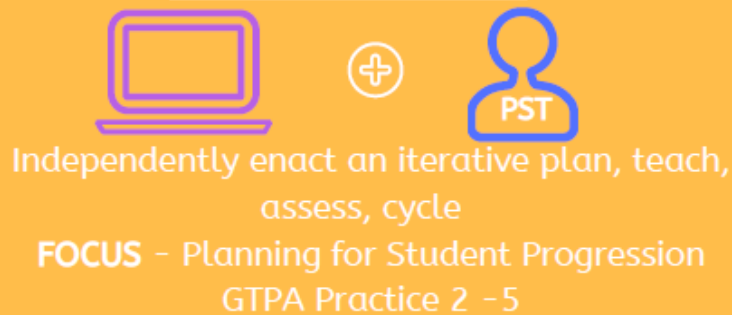 PST
Independently enact an iterative plan, teach,
assess, cycle
FOCUS - Planning for Student Progression
GTPA Practice 2 -5